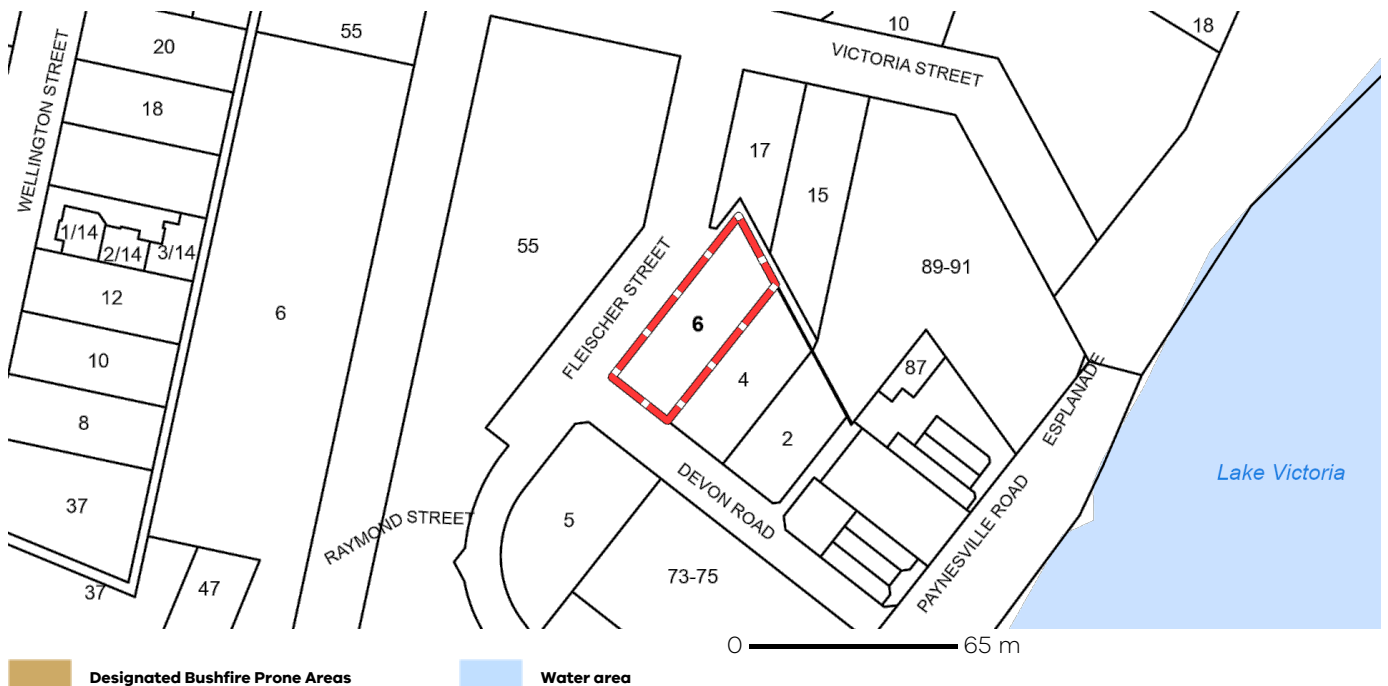 20
55
10
18
VICTORIA STREET
WELLINGTON STREET
18
17
15
1/14
2/14
3/14
55
FLEISCHER STREET
89-91
12
6
6
10
4
87
ESPLANADE
8
2
Lake Victoria
DEVON ROAD
37
5
RAYMOND STREET
PAYNESVILLE ROAD
73-75
37
47
0 65 m
Designated Bushfire Prone Areas
Water area